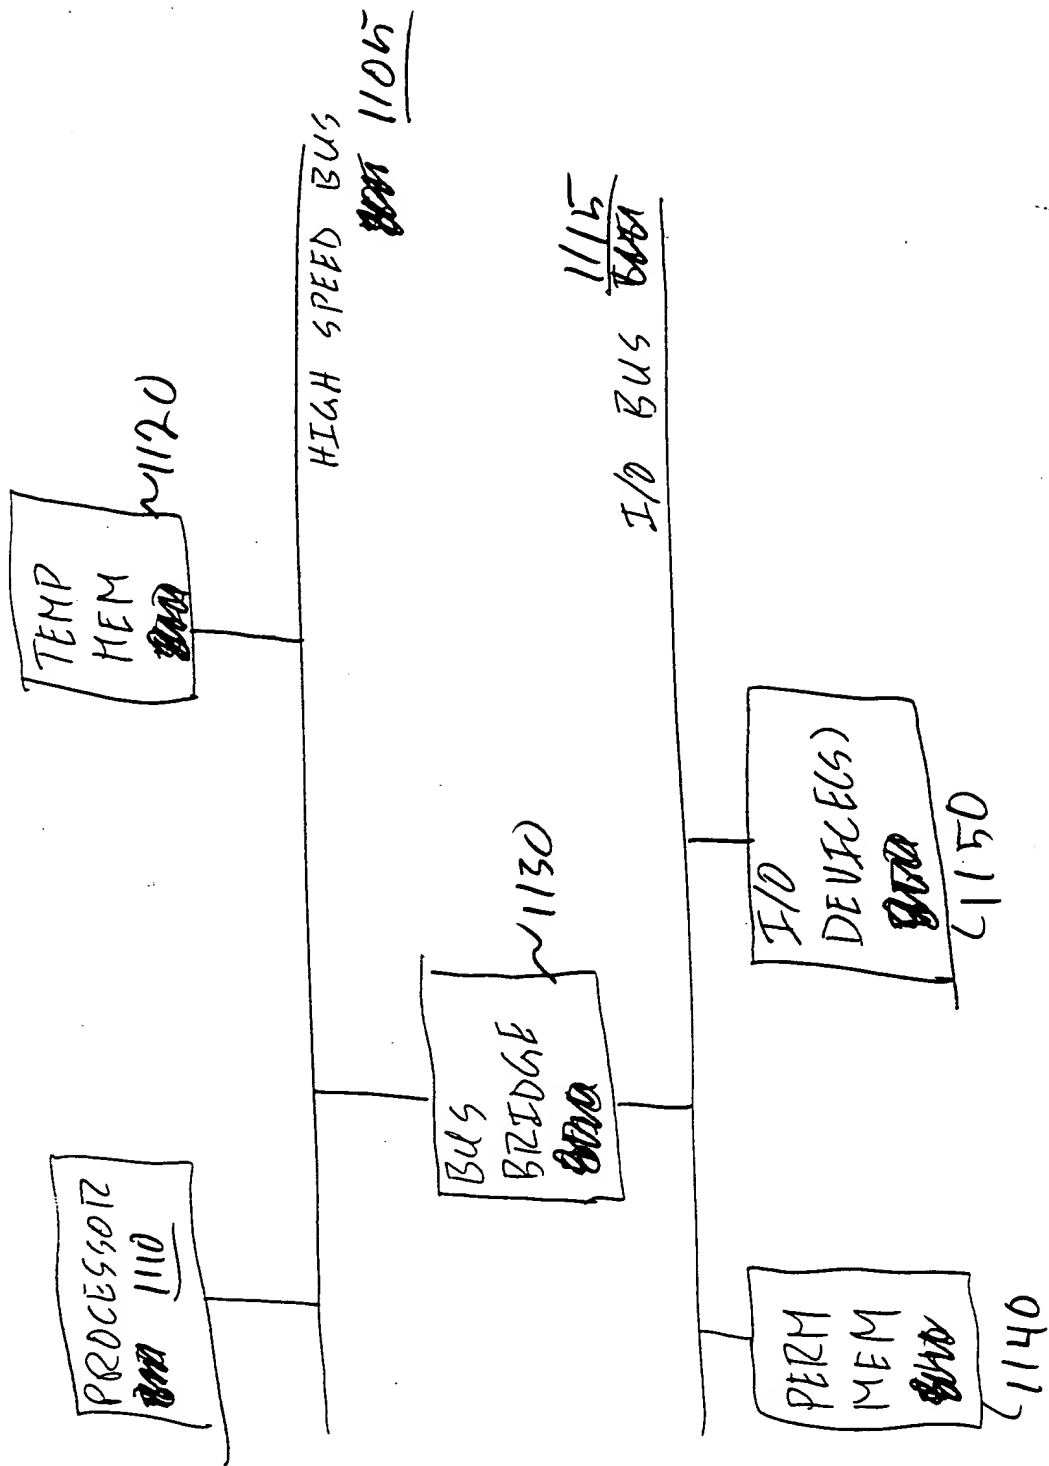 PROCESSOR
1110
TEMP
MEM
1120
HIGH SPEED BUS
1105
BUS
BRIDGE
1130
I/O BUS
1115
PERM
MEM
1140
I/O
DEVICE(S)
1150